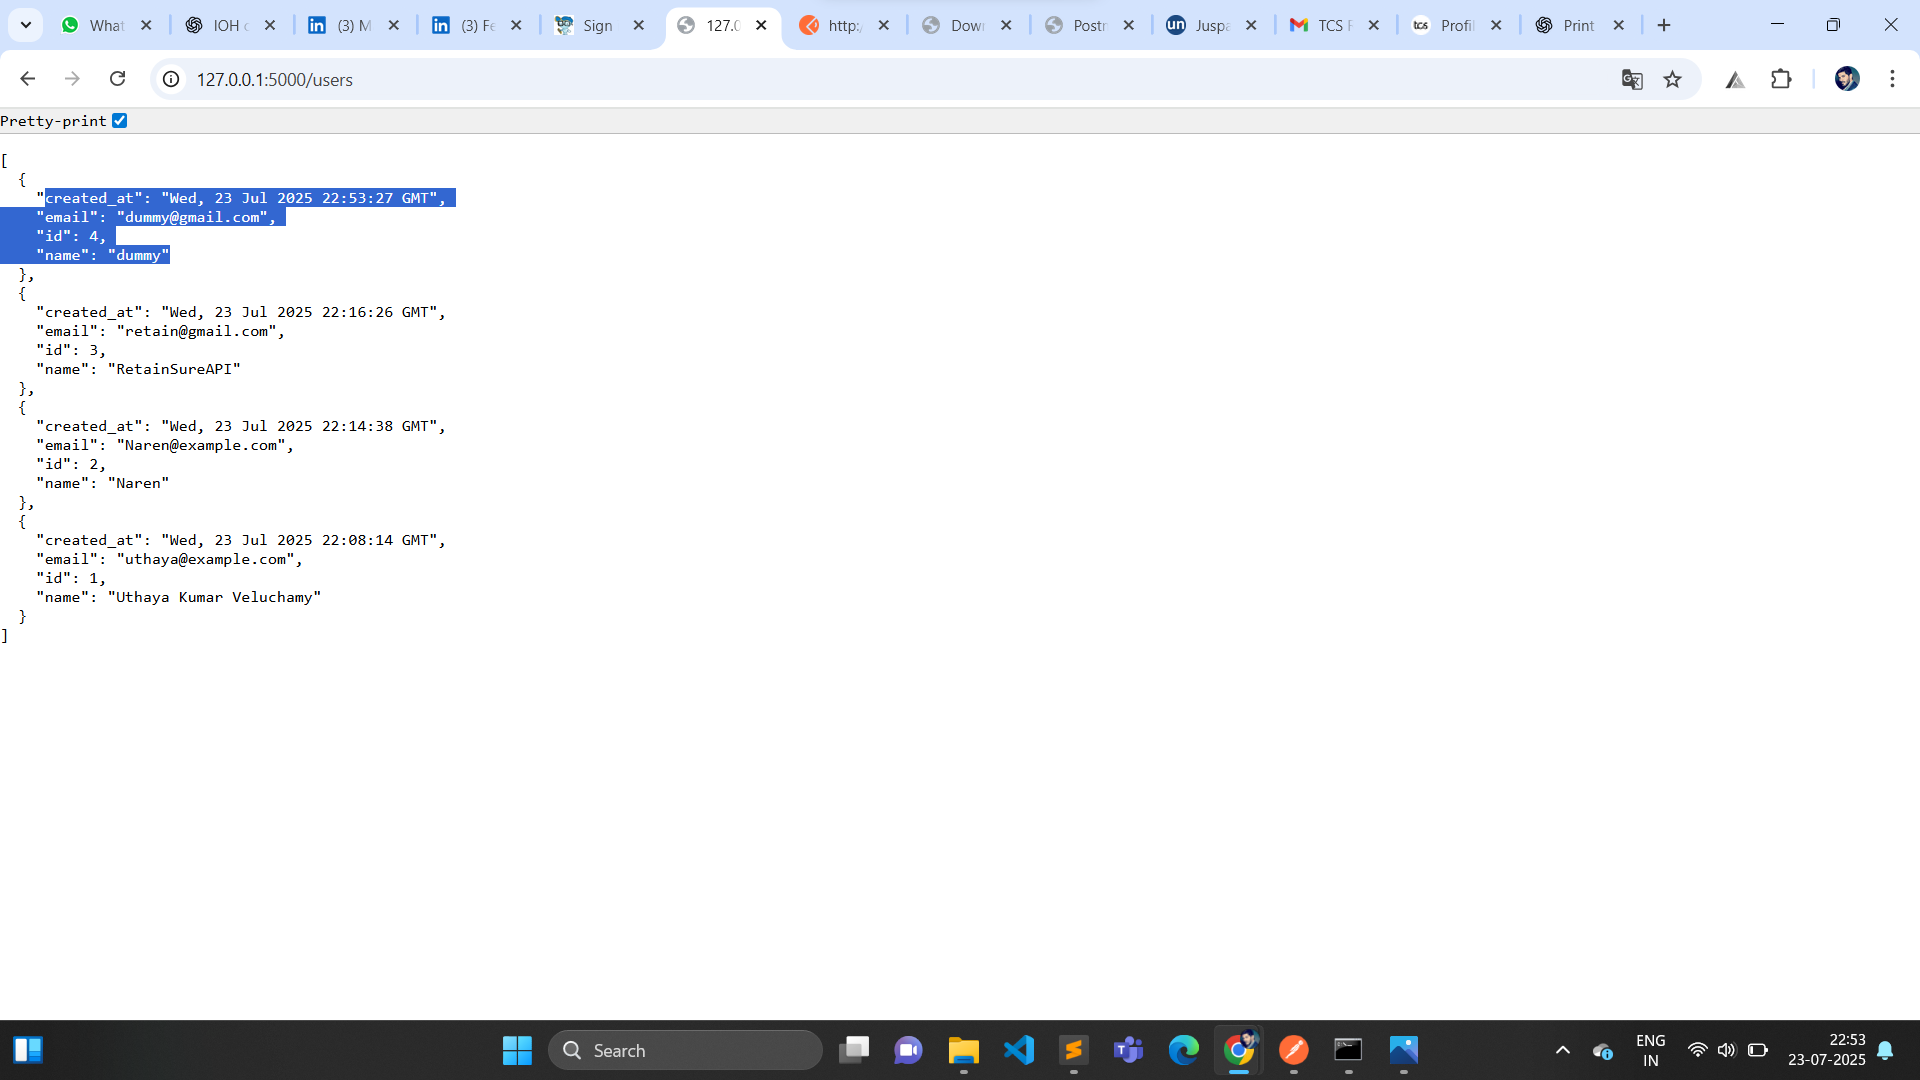 What
IOH c
(3) M
(3) Fe
Sign
127.0
http:/
Dow
Postr
Juspa
TCS F
Profil
Print
127.0.0.1:5000/users
Pretty-print
[
{
"created_at": "Wed, 23 Jul 2025 22:53:27 GMT",
"email": "dummy@gmail.com",
"id": 4,
"name": "dummy"
},
{
"created_at": "Wed, 23 Jul 2025 22:16:26 GMT",
"email": "retain@gmail.com",
"id": 3,
"name": "RetainSureAPI"
},
{
"created_at": "Wed, 23 Jul 2025 22:14:38 GMT",
"email": "Naren@example.com",
"id": 2,
"name": "Naren"
},
{
"created_at": "Wed, 23 Jul 2025 22:08:14 GMT",
"email": "uthaya@example.com",
"id": 1,
"name": "Uthaya Kumar Veluchamy"
}
]
Search
ENG
IN
22:53
23-07-2025